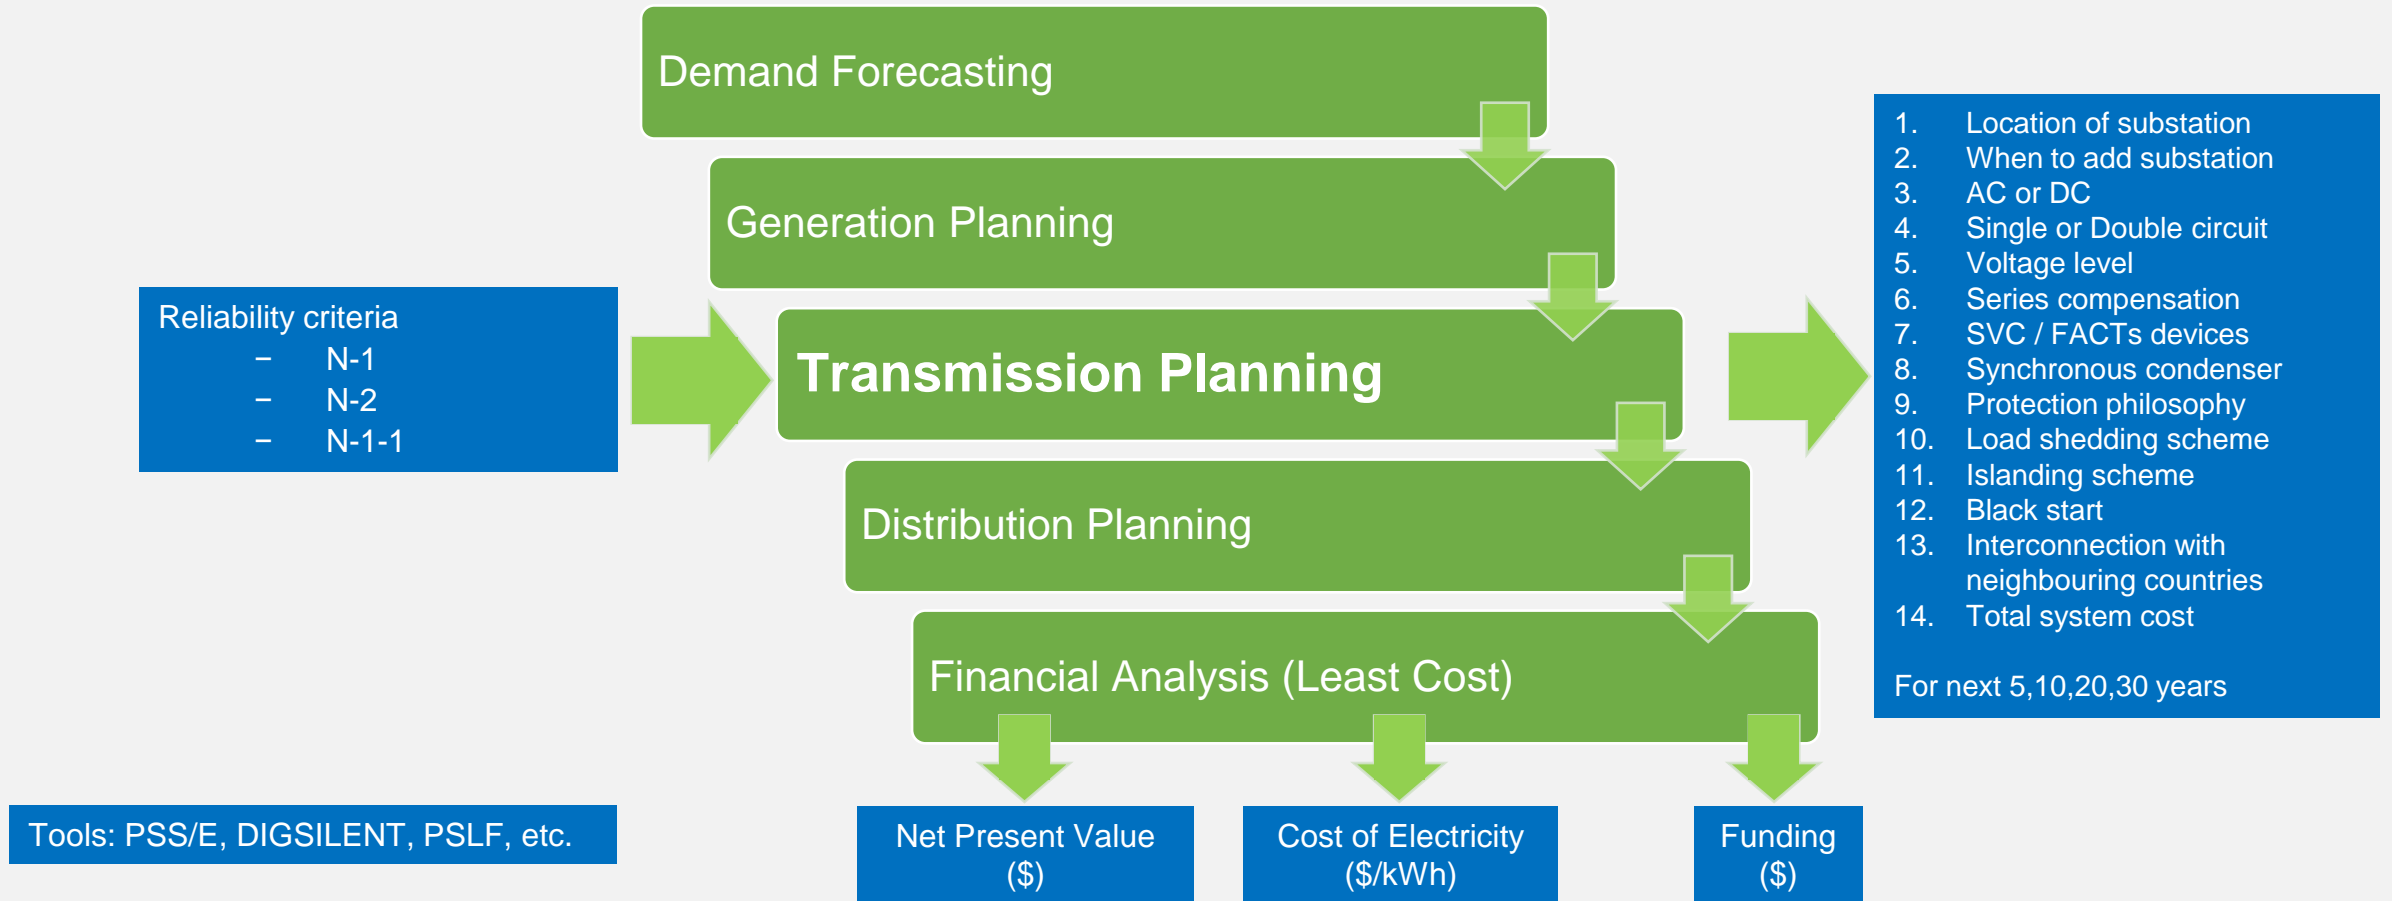 Demand Forecasting
Generation Planning
Reliability criteria
− N-1
− N-2
− N-1-1
Transmission Planning
1. Location of substation
2. When to add substation
3. AC or DC
4. Single or Double circuit
5. Voltage level
6. Series compensation
7. SVC / FACTs devices
8. Synchronous condenser
9. Protection philosophy
10. Load shedding scheme
11. Islanding scheme
12. Black start
13. Interconnection with
neighbouring countries
14. Total system cost
For next 5,10,20,30 years
Distribution Planning
Financial Analysis (Least Cost)
Tools: PSS/E, DIGSILENT, PSLF, etc.
Net Present Value
($)
Cost of Electricity
($/kWh)
Funding
($)